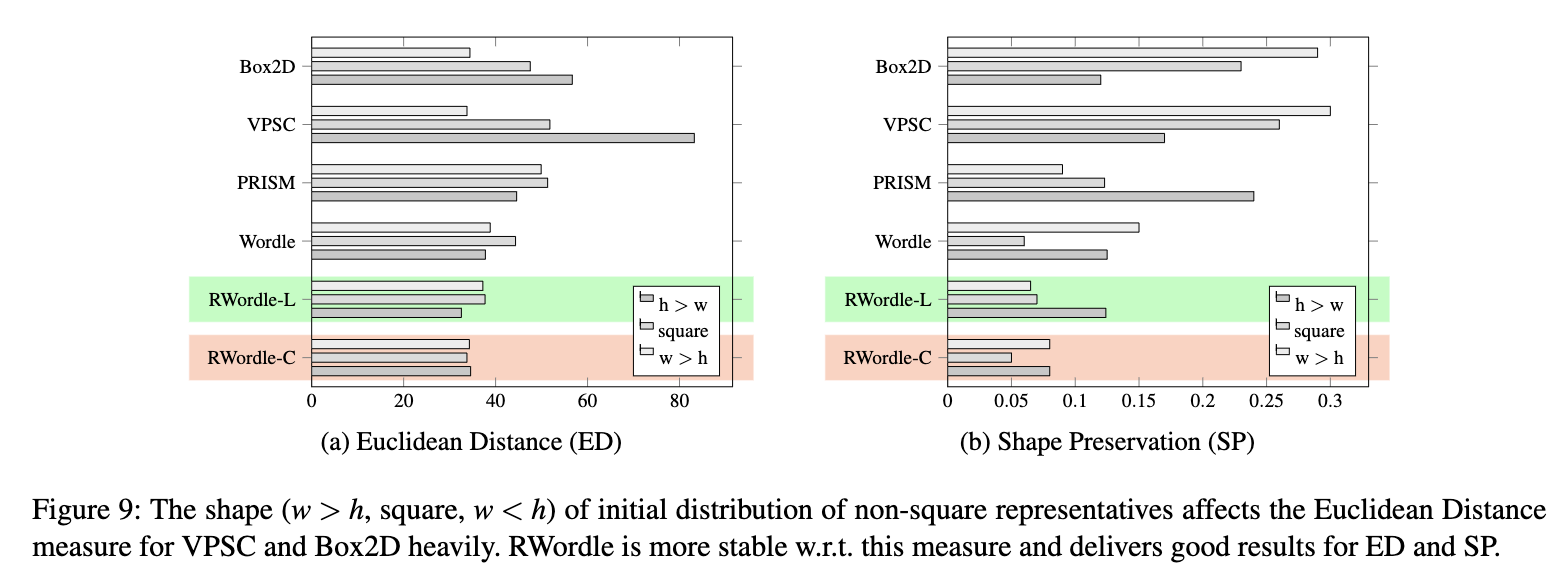 Box2D
VPSC
PRISM
Wordle
RWordle-L
RWordle-C
h > w
square
w > h
0 20 40 60 80
(a) Euclidean Distance (ED)
Box2D
VPSC
PRISM
Wordle
RWordle-L
RWordle-C
h > w
square
w > h
0 0.05 0.1 0.15 0.2 0.25 0.3
(b) Shape Preservation (SP)
Figure 9: The shape (w > h, square, w < h) of initial distribution of non-square representatives affects the Euclidean Distance
measure for VPSC and Box2D heavily. RWordle is more stable w.r.t. this measure and delivers good results for ED and SP.